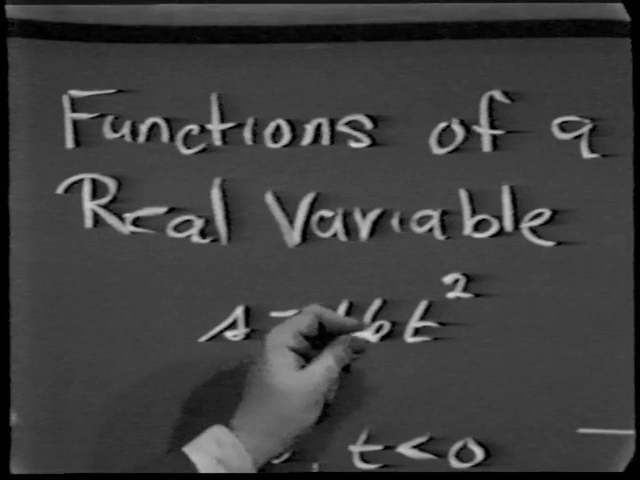 Functions of a
Real Variable
s = 16t²
, t < 0